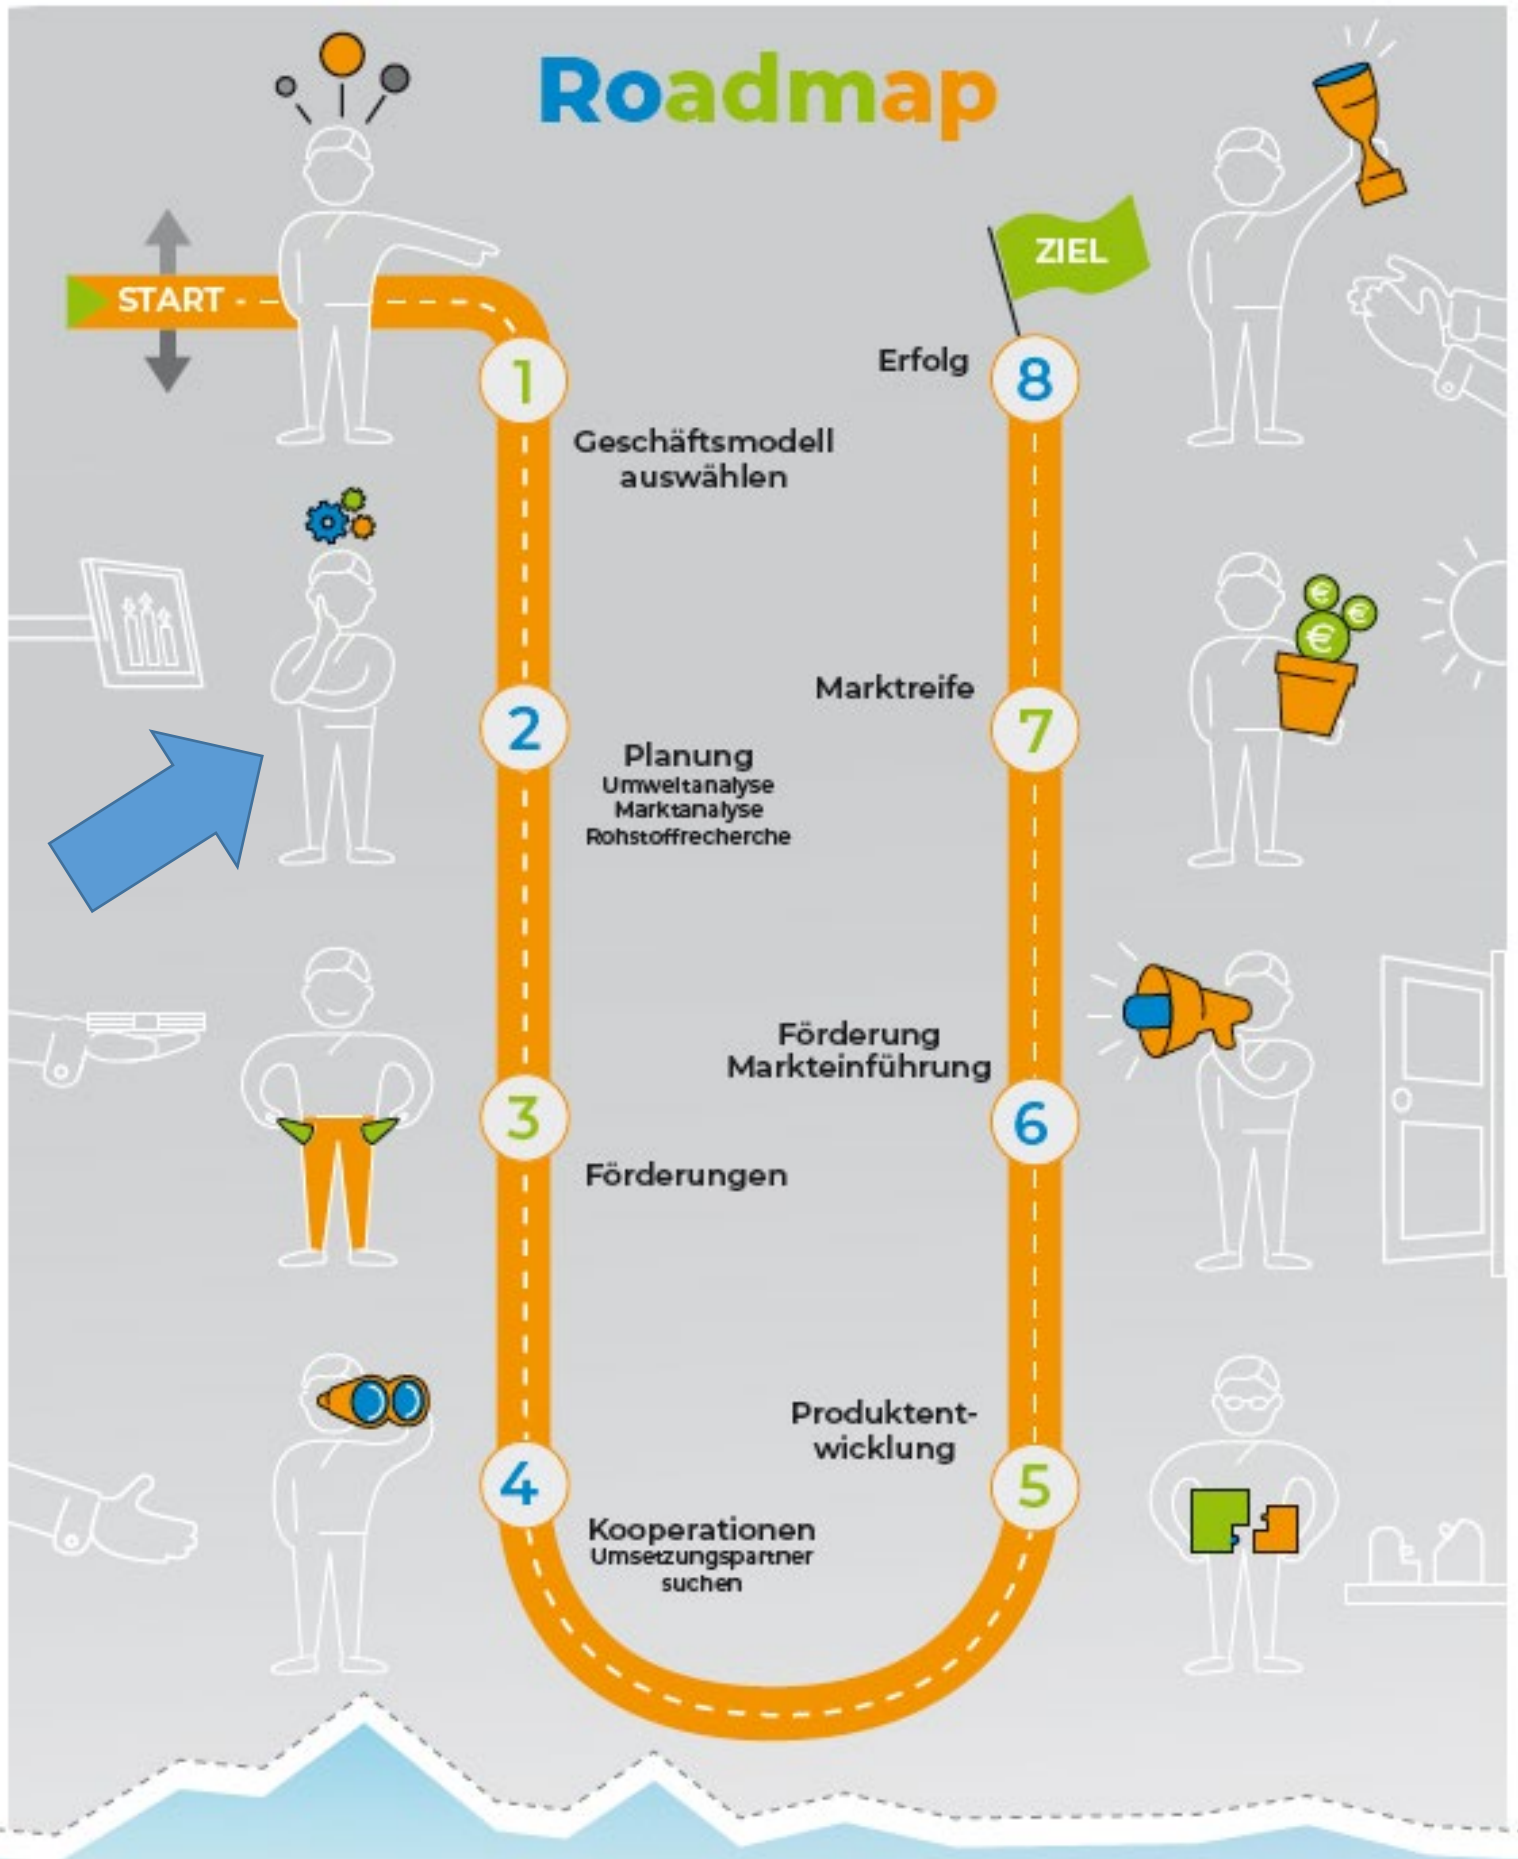 Roadmap
START
1
Geschäftsmodell
auswählen
2
Planung
Umweltanalyse
Marktanalyse
Rohstoffrecherche
3
Förderungen
4
Kooperationen
Umsetzungspartner
suchen
5
Produktent-
wicklung
6
Förderung
Markteinführung
7
Marktreife
€
€
€
8
Erfolg
ZIEL